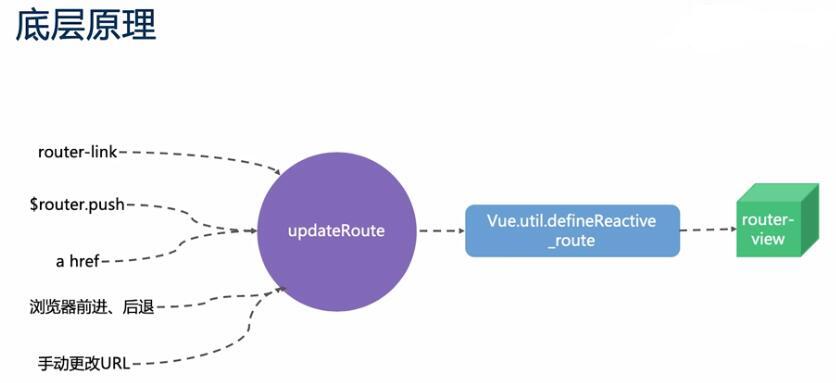 底层原理
router-link
$router.push
a href
浏览器前进、后退
手动更改URL
updateRoute
Vue.util.defineReactive
_route
router-
view